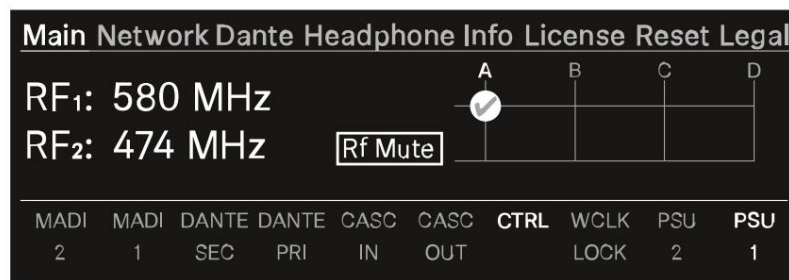 Main Network Dante Headphone Info License Reset Legal
A B C D
RF₁: 580 MHz
RF₂: 474 MHz Rf Mute
MADI MADI DANTE DANTE CASC CASC CTRL WCLK PSU PSU
2 1 SEC PRI IN OUT LOCK 2 1